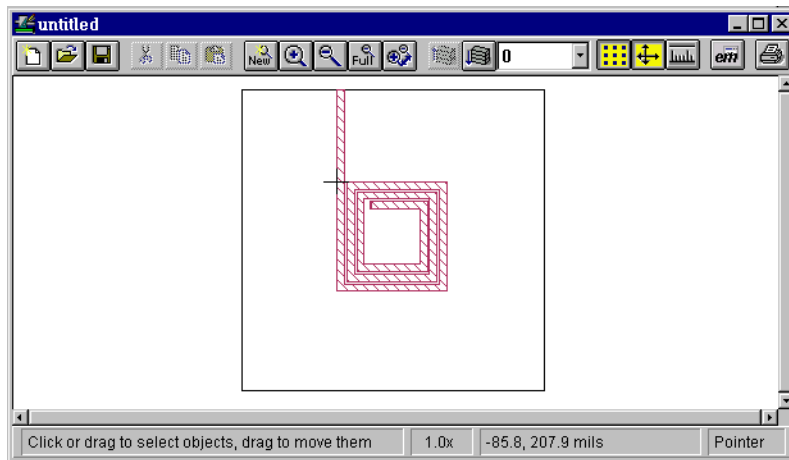 untitled
New
Full
0
em
Click or drag to select objects, drag to move them
1.0x
-85.8, 207.9 mils
Pointer